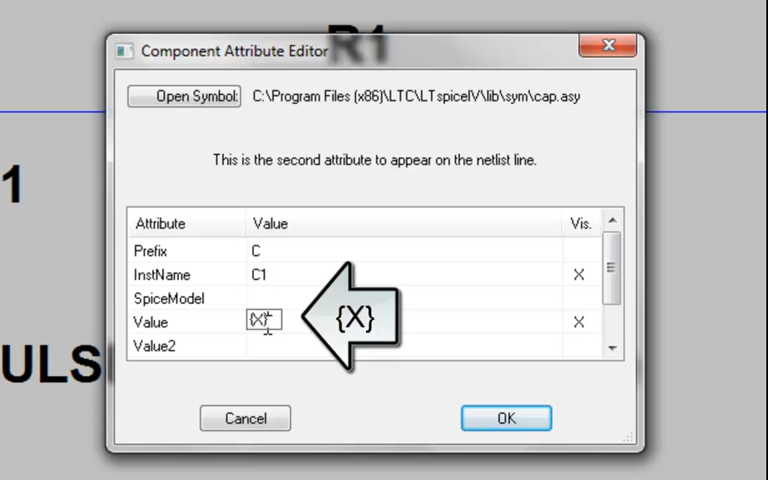 R1
Component Attribute Editor
Open Symbol: C:\Program Files (x86)\LTC\LTspiceIV\lib\sym\cap.asy
This is the second attribute to appear on the netlist line.
Attribute Value Vis.
Prefix C
InstName C1 X
SpiceModel
Value {X} X
{X}
Value2
Cancel OK
1
ULS